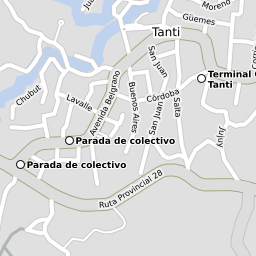 Moreno
Güemes
Tanti
San Juan
Terminal
Tanti
Chubut
Lavalle
Avenida Belgrano
Buenos Aires
Córdoba
Salta
San Juan
Jujuy
Parada de colectivo
Parada de colectivo
Ruta Provincial 28